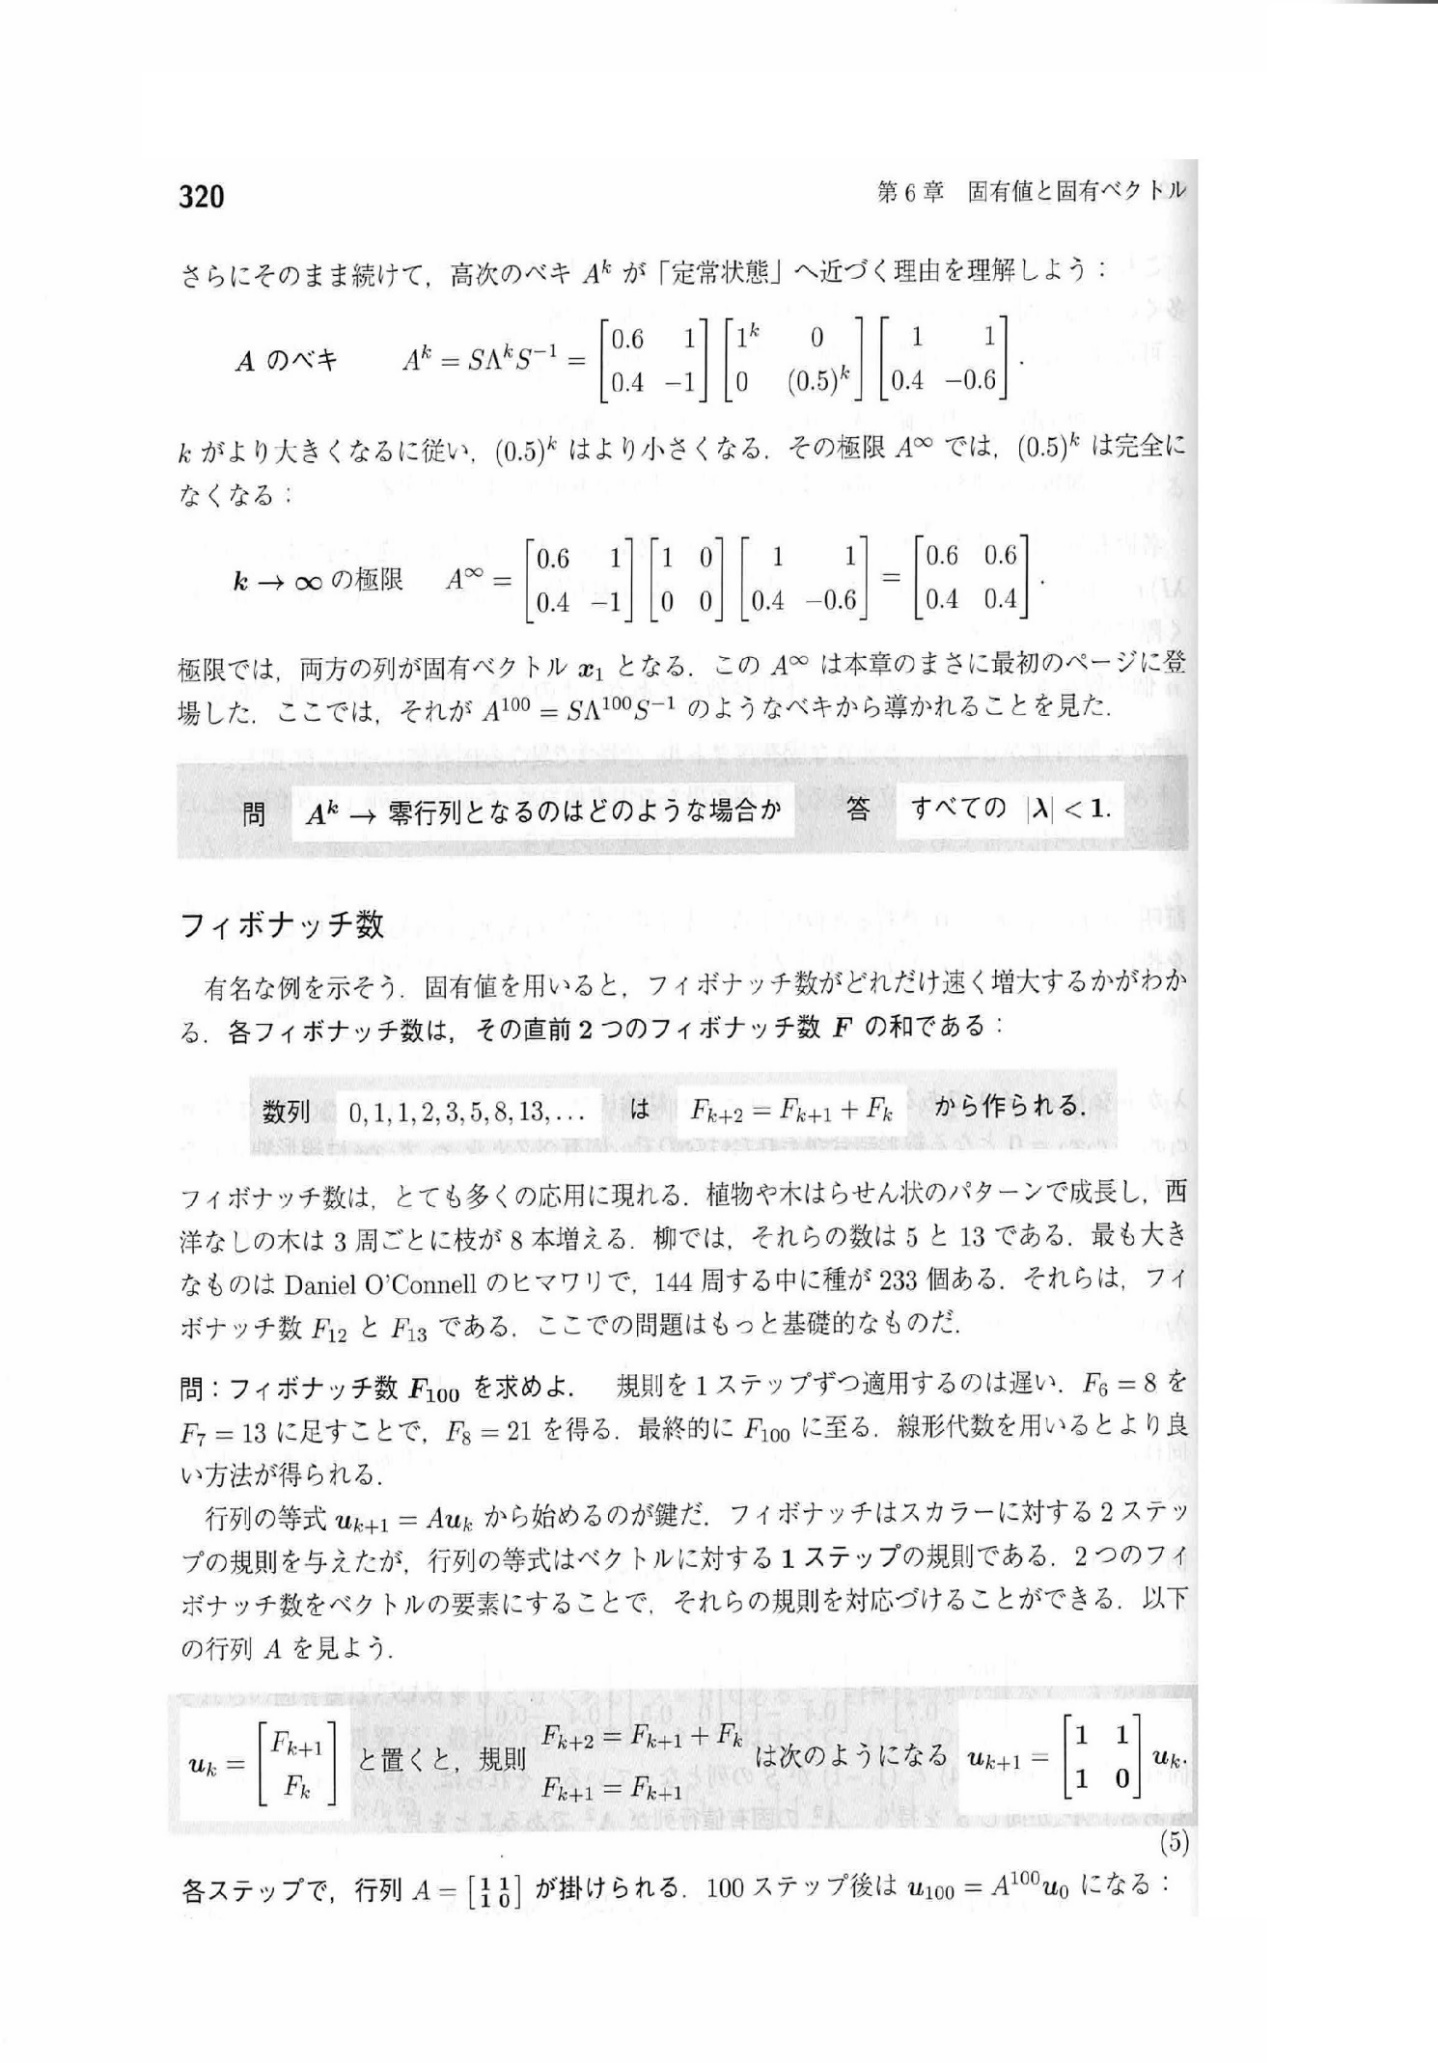 320
第 6 章　固有値と固有ベクトル
さらにそのまま続けて，高次のベキ A^k が「定常状態」へ近づく理由を理解しよう：
A のベキ　A^k = SΛ^kS^{-1} = [0.6 1; 0.4 −1] [1^k 0; 0 (0.5)^k] [1 1; 0.4 −0.6].
k がより大きくなるに従い，(0.5)^k はより小さくなる．その極限 A^∞ では，(0.5)^k は完全に
なくなる：
k → ∞ の極限　A^∞ = [0.6 1; 0.4 −1] [1 0; 0 0] [1 1; 0.4 −0.6] = [0.6 0.6; 0.4 0.4].
極限では，両方の列が固有ベクトル x_1 となる．この A^∞ は本章のまさに最初のページに登
場した．ここでは，それが A^{100} = SΛ^{100}S^{-1} のようなベキから導かれることを見た．
問　A^k → 零行列となるのはどのような場合か　答　すべての |λ| < 1.
フィボナッチ数
有名な例を示そう．固有値を用いると，フィボナッチ数がどれだけ速く増大するかがわか
る．各フィボナッチ数は，その直前 2 つのフィボナッチ数 F の和である：
数列　0, 1, 1, 2, 3, 5, 8, 13, . . .　は　F_{k+2} = F_{k+1} + F_k　から作られる．
フィボナッチ数は，とても多くの応用に現れる．植物や木はらせん状のパターンで成長し，西
洋なしの木は 3 周ごとに枝が 8 本増える．柳では，それらの数は 5 と 13 である．最も大き
なものは Daniel O'Connell のヒマワリで，144 周する中に種が 233 個ある．それらは，フィ
ボナッチ数 F_{12} と F_{13} である．ここでの問題はもっと基礎的なものだ．
問：フィボナッチ数 F_{100} を求めよ．　規則を 1 ステップずつ適用するのは遅い．F_6 = 8 を
F_7 = 13 に足すことで，F_8 = 21 を得る．最終的に F_{100} に至る．線形代数を用いるとより良
い方法が得られる．
行列の等式 u_{k+1} = Au_k から始めるのが鍵だ．フィボナッチはスカラーに対する 2 ステッ
プの規則を与えたが，行列の等式はベクトルに対する 1 ステップの規則である．2 つのフィ
ボナッチ数をベクトルの要素にすることで，それらの規則を対応づけることができる．以下
の行列 A を見よう．
u_k = [F_{k+1}; F_k] と置くと，規則 F_{k+2} = F_{k+1} + F_k; F_{k+1} = F_{k+1} は次のようになる u_{k+1} = [1 1; 1 0] u_k.
(5)
各ステップで，行列 A = [1 1; 1 0] が掛けられる．100 ステップ後は u_{100} = A^{100}u_0 になる：